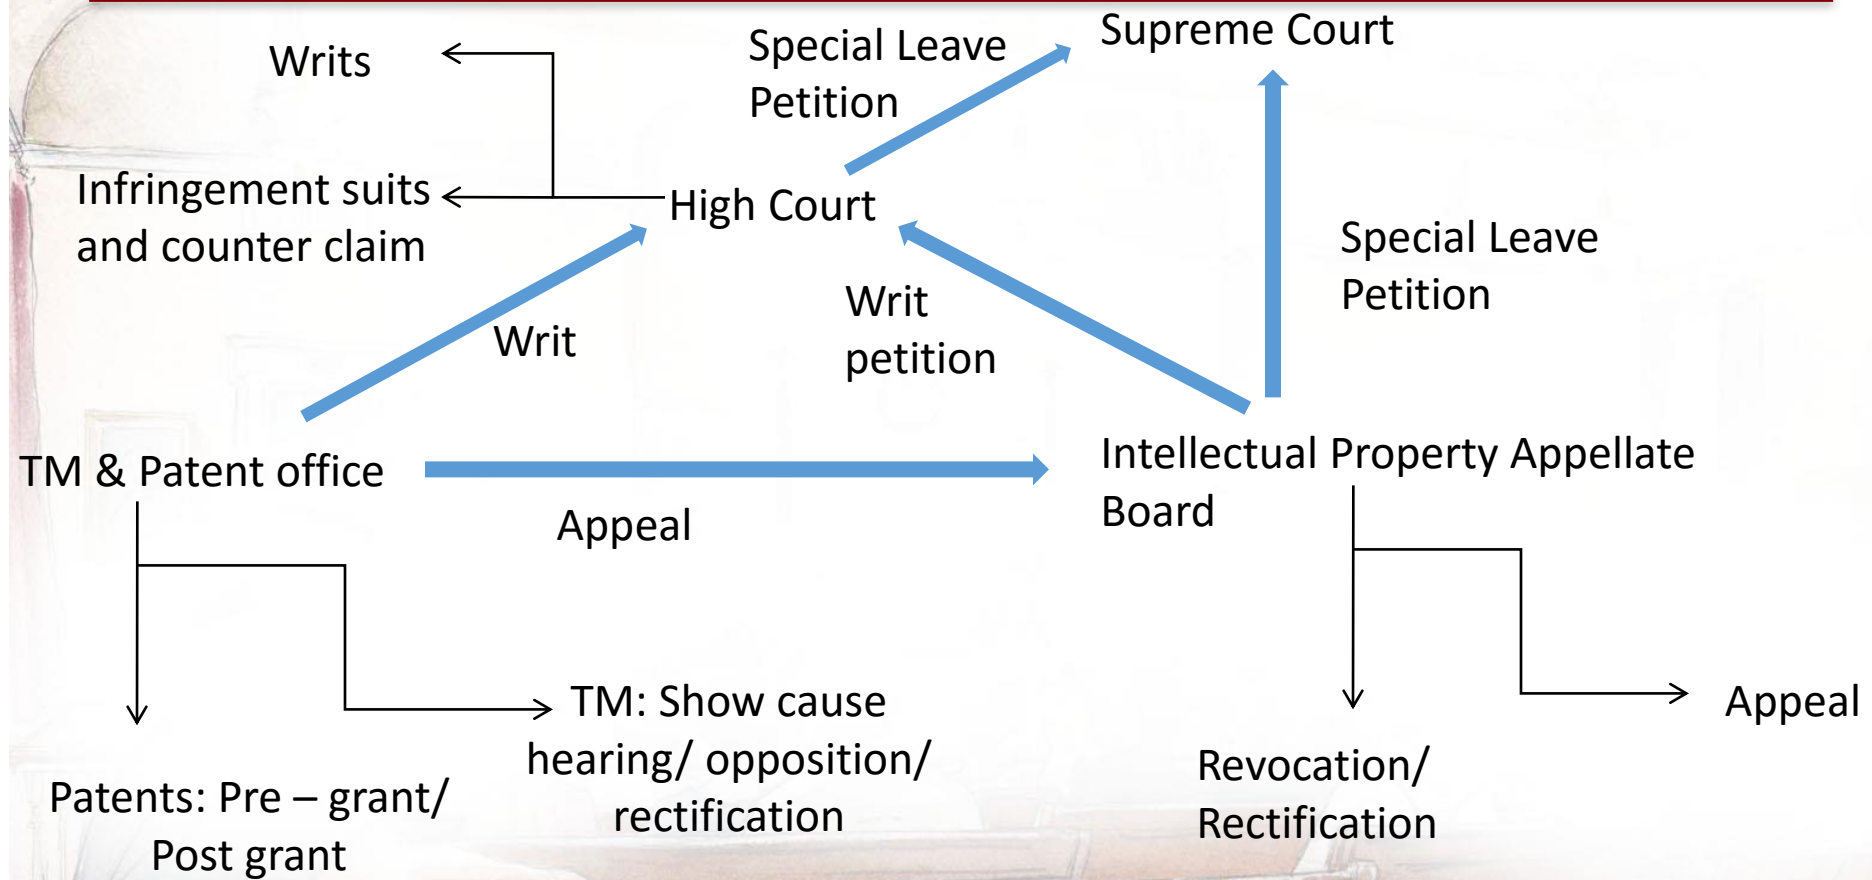 Supreme Court
Special Leave
Petition
Writs
Infringement suits
and counter claim
High Court
Special Leave
Petition
Writ
petition
Writ
TM & Patent office
Intellectual Property Appellate
Board
Appeal
TM: Show cause
hearing/ opposition/
rectification
Appeal
Revocation/
Rectification
Patents: Pre – grant/
Post grant